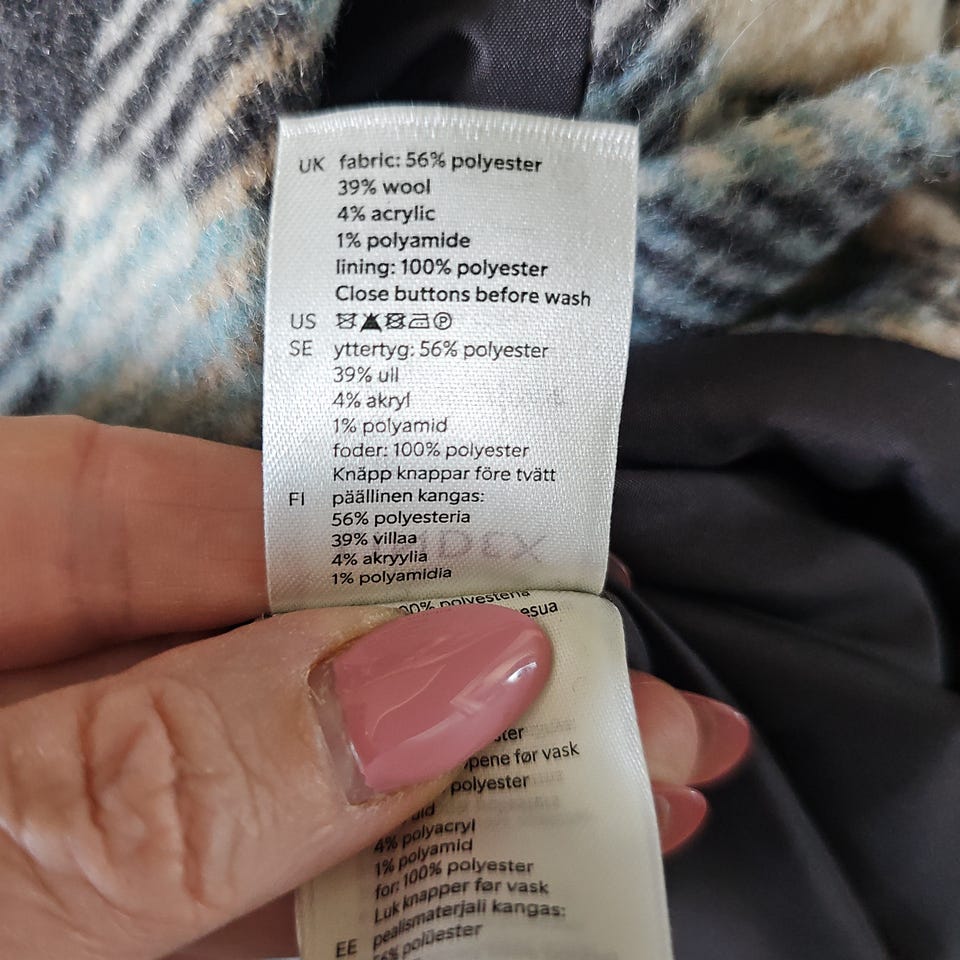 UK fabric: 56% polyester
39% wool
4% acrylic
1% polyamide
lining: 100% polyester
Close buttons before wash
US
SE yttertyg: 56% polyester
39% ull
4% akryl
1% polyamid
foder: 100% polyester
Knäpp knappar före tvätt
FI päällinen kangas:
56% polyesteria
39% villaa
4% akryylia
1% polyamidia
polyesteria
før vask
polyester
4% polyacryl
1% polyamid
for: 100% polyester
Luk knapper før vask
EE pealismaterjali kangas:
polüester